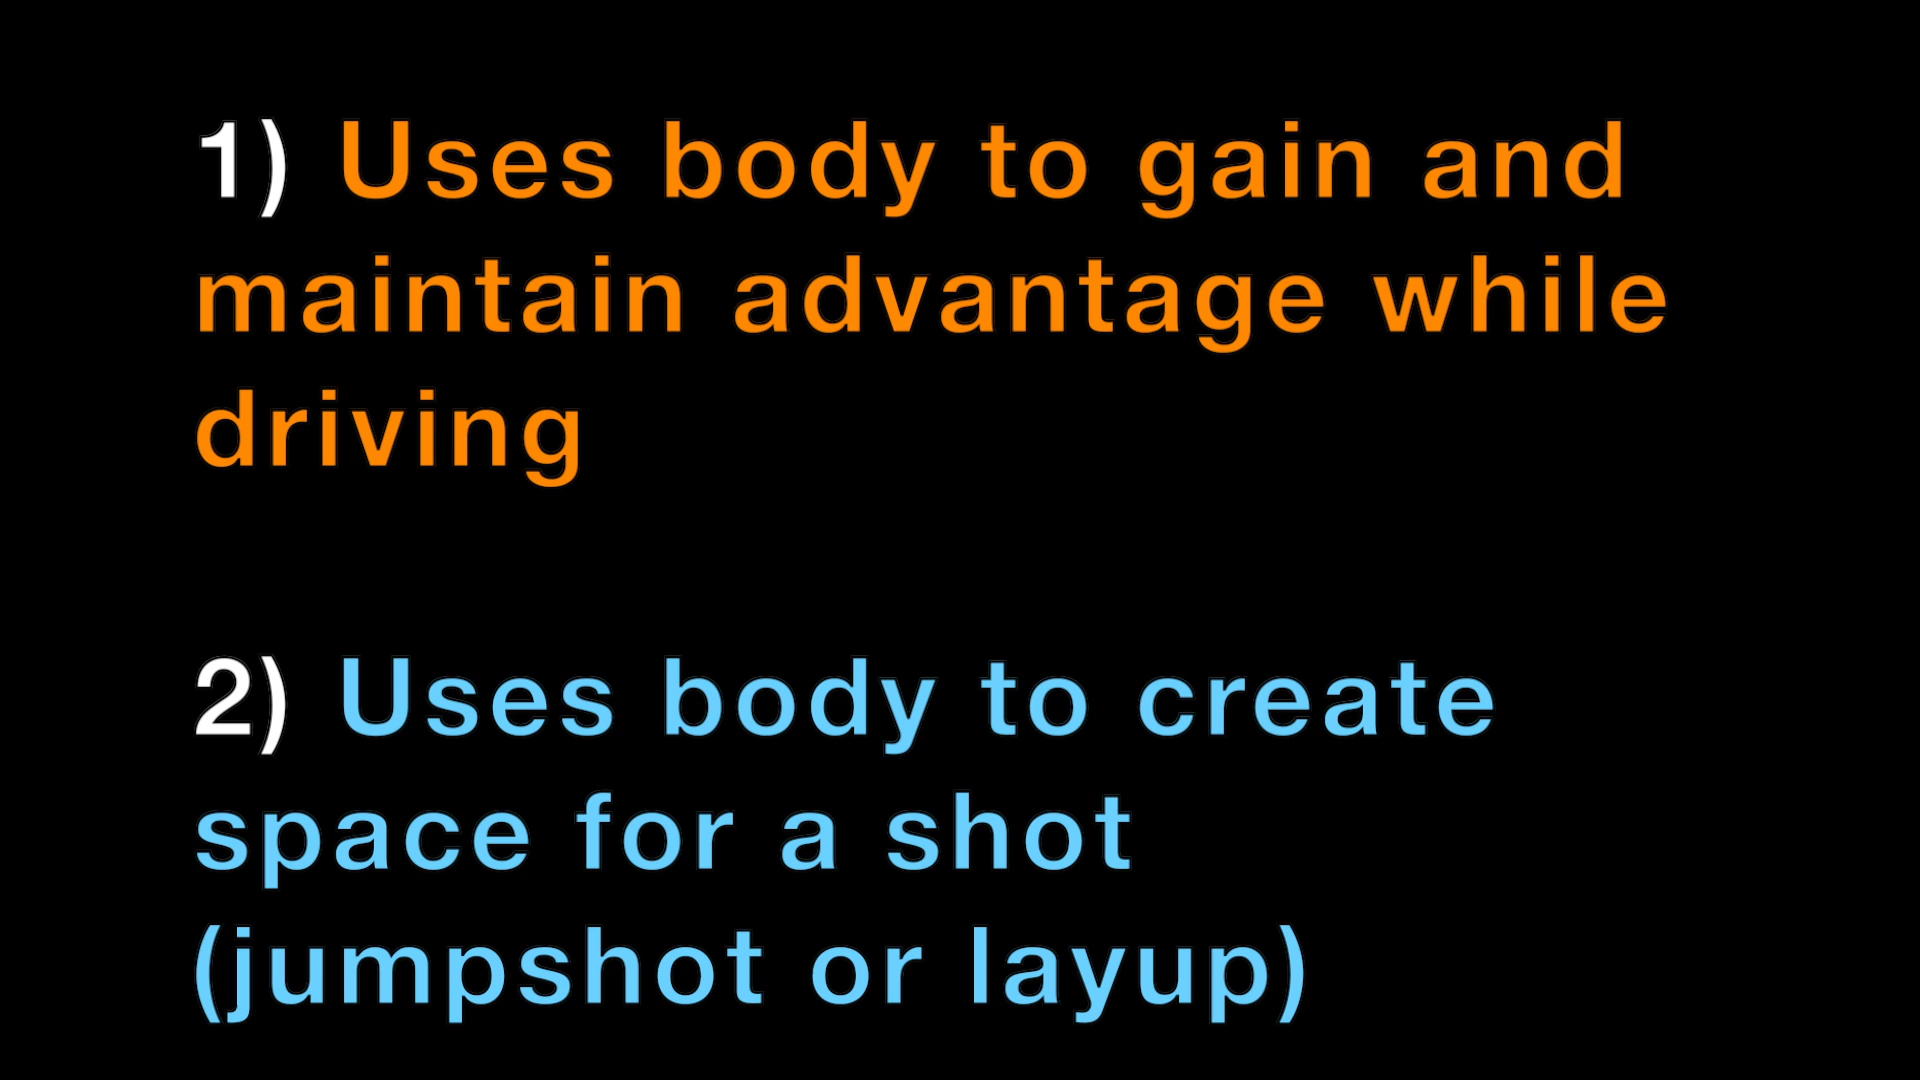 1) Uses body to gain and
maintain advantage while
driving
2) Uses body to create
space for a shot
(jumpshot or layup)